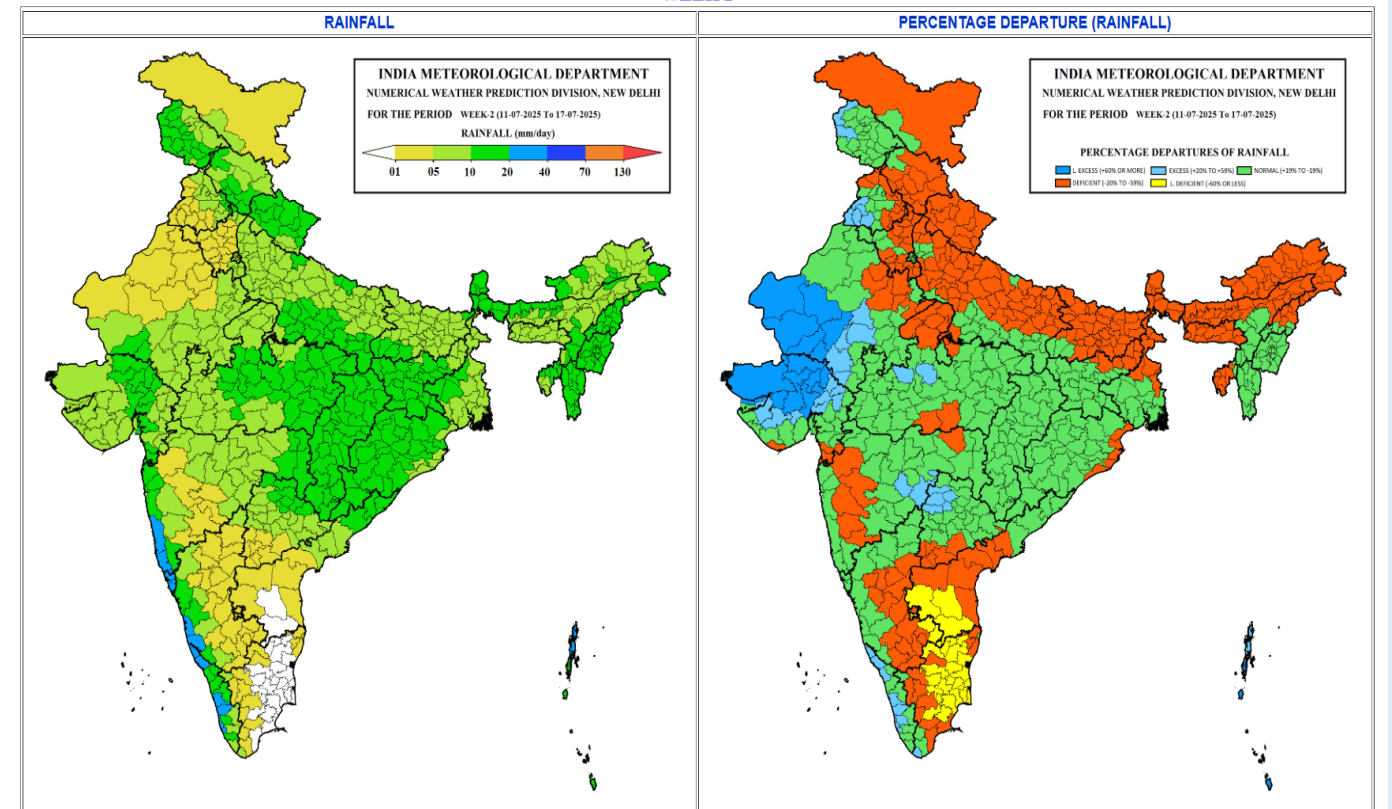 RAINFALL
PERCENTAGE DEPARTURE (RAINFALL)
INDIA METEOROLOGICAL DEPARTMENT
NUMERICAL WEATHER PREDICTION DIVISION, NEW DELHI
FOR THE PERIOD WEEK-2 (11-07-2025 To 17-07-2025)
RAINFALL (mm/day)
01 05 10 20 40 70 130
INDIA METEOROLOGICAL DEPARTMENT
NUMERICAL WEATHER PREDICTION DIVISION, NEW DELHI
FOR THE PERIOD WEEK-2 (11-07-2025 To 17-07-2025)
PERCENTAGE DEPARTURES OF RAINFALL
L. EXCESS (+60% OR MORE) EXCESS (+20% TO +59%) NORMAL (+19% TO -19%)
DEFICIENT (-20% TO -59%) L. DEFICIENT (-60% OR LESS)